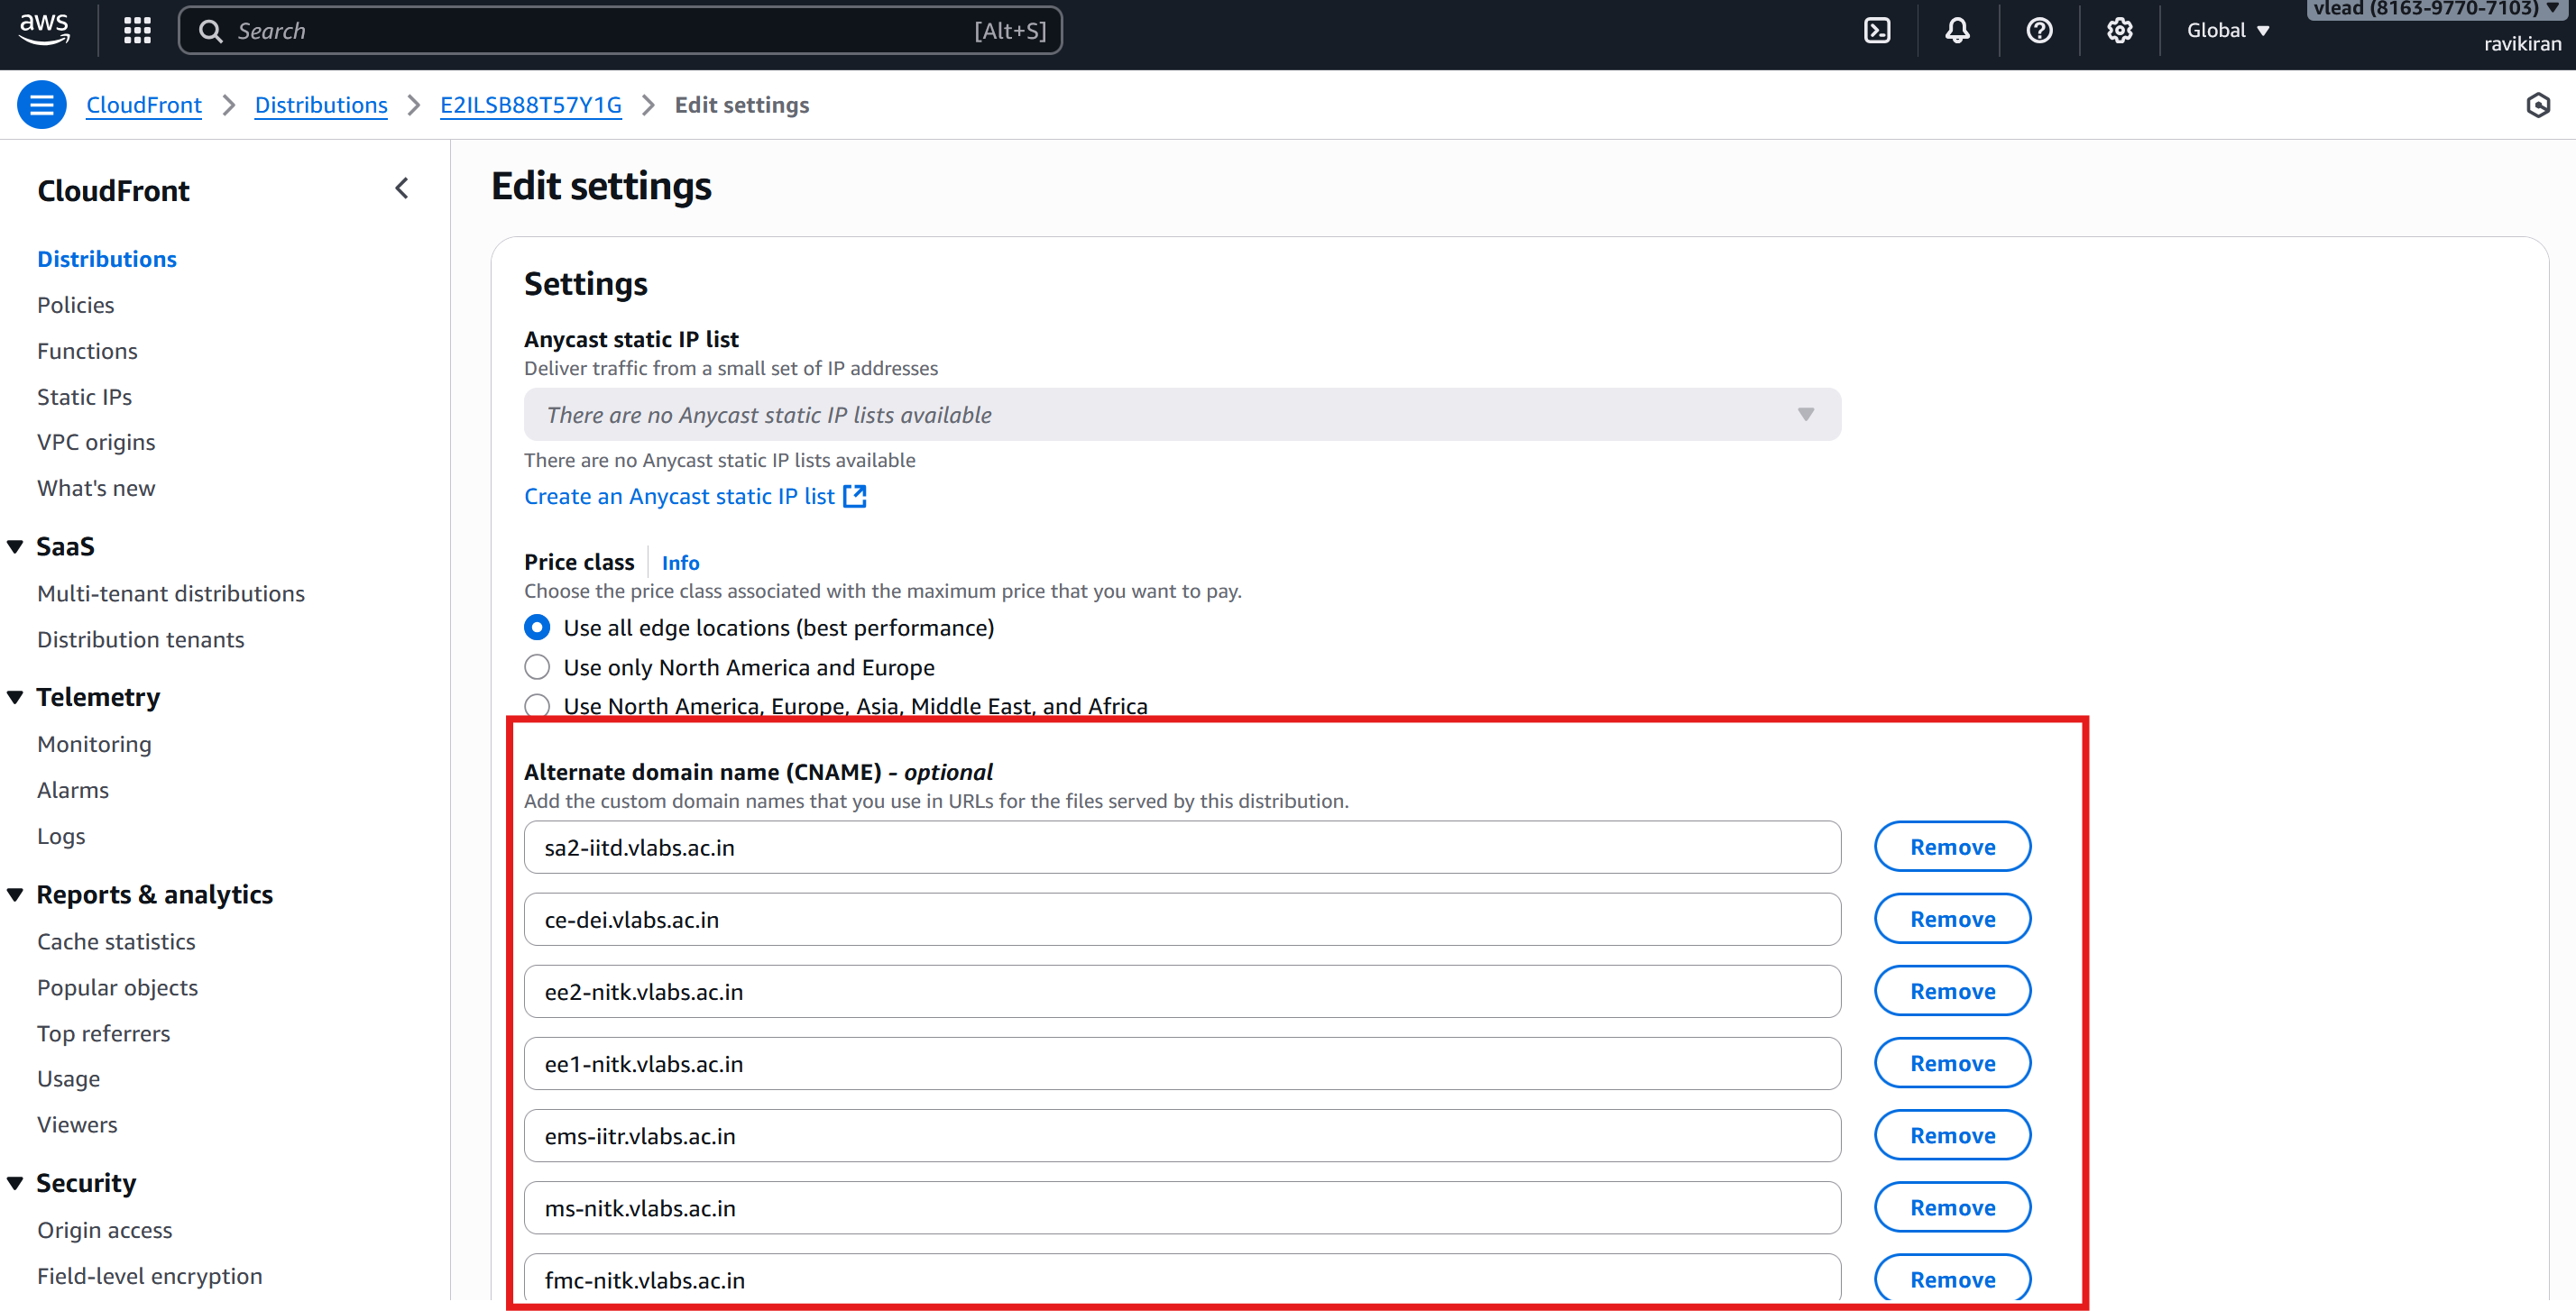 aws
Search
[Alt+S]
Global
vlead (8163-9770-7103)
ravikiran
CloudFront
Distributions
E2ILSB88T57Y1G
Edit settings
CloudFront
Distributions
Policies
Functions
Static IPs
VPC origins
What's new
SaaS
Multi-tenant distributions
Distribution tenants
Telemetry
Monitoring
Alarms
Logs
Reports & analytics
Cache statistics
Popular objects
Top referrers
Usage
Viewers
Security
Origin access
Field-level encryption
Edit settings
Settings
Anycast static IP list
Deliver traffic from a small set of IP addresses
There are no Anycast static IP lists available
There are no Anycast static IP lists available
Create an Anycast static IP list
Price class Info
Choose the price class associated with the maximum price that you want to pay.
Use all edge locations (best performance)
Use only North America and Europe
Use North America, Europe, Asia, Middle East, and Africa
Alternate domain name (CNAME) - optional
Add the custom domain names that you use in URLs for the files served by this distribution.
sa2-iitd.vlabs.ac.in Remove
ce-dei.vlabs.ac.in Remove
ee2-nitk.vlabs.ac.in Remove
ee1-nitk.vlabs.ac.in Remove
ems-iitr.vlabs.ac.in Remove
ms-nitk.vlabs.ac.in Remove
fmc-nitk.vlabs.ac.in Remove